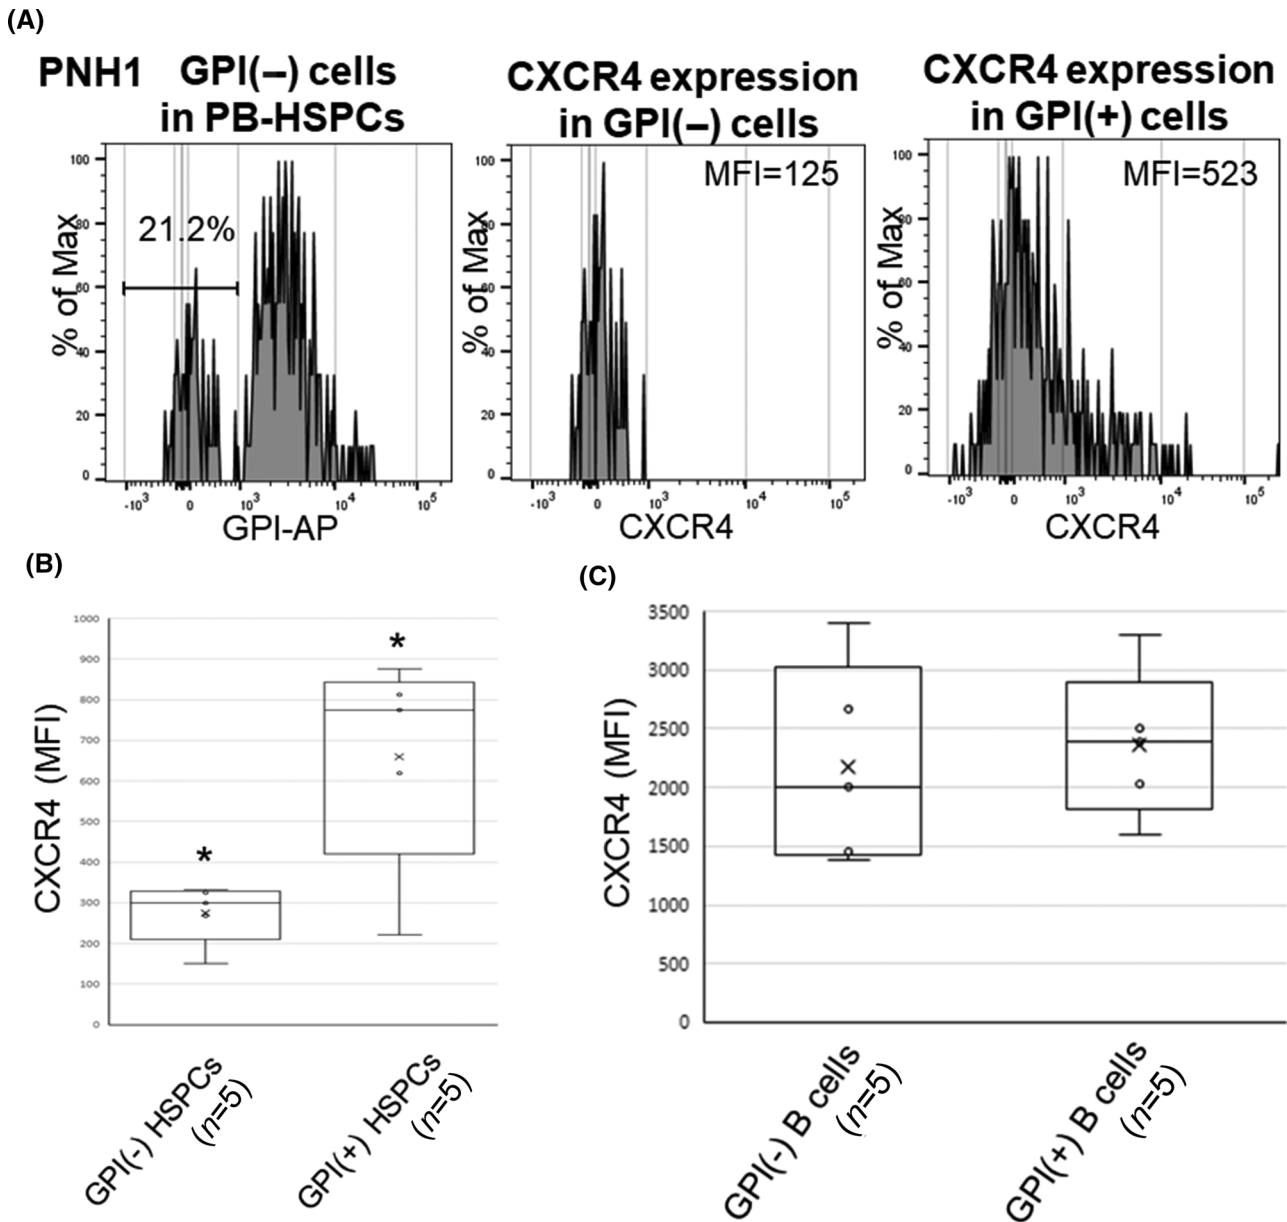 (A)
PNH1 GPI(–) cells
in PB-HSPCs
CXCR4 expression
in GPI(–) cells
CXCR4 expression
in GPI(+) cells
% of Max
100
80
60
40
20
0
21.2%
-10³ 0 10³ 10⁴ 10⁵
GPI-AP
% of Max
100
80
60
40
20
0
MFI=125
-10³ 0 10³ 10⁴ 10⁵
CXCR4
% of Max
100
80
60
40
20
0
MFI=523
-10³ 0 10³ 10⁴ 10⁵
CXCR4
(B)
CXCR4 (MFI)
1000
900
800
700
600
500
400
300
200
100
0
*
*
GPI(-) HSPCs
(n=5)
GPI(+) HSPCs
(n=5)
(C)
CXCR4 (MFI)
3500
3000
2500
2000
1500
1000
500
0
GPI(-) B cells
(n=5)
GPI(+) B cells
(n=5)